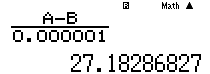 R Math ▲
A-B
0.000001
27.18286827